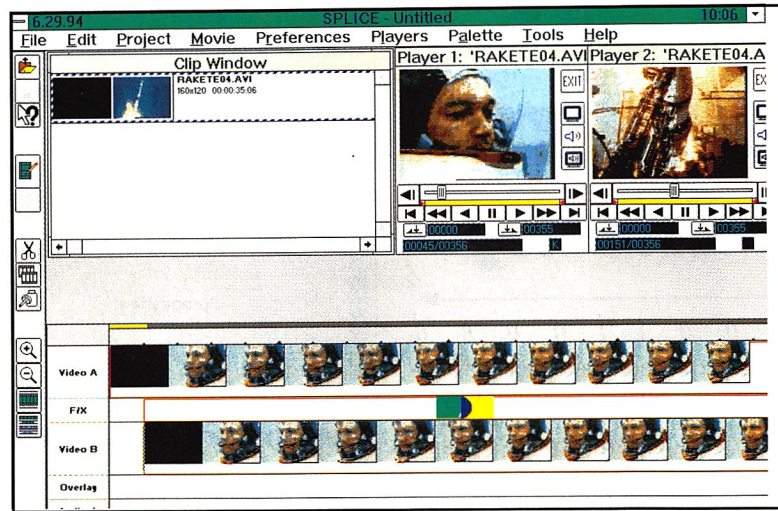 6.29.94 SPLICE - Untitled 10:06
File Edit Project Movie Preferences Players Palette Tools Help
Clip Window
RAKETE04.AVI
160x120 00:00:35:06
Player 1: 'RAKETE04.AVI
Player 2: 'RAKETE04.A
EXIT
EX
00000 00355
00045/00356 K
00000 00355
00151/00356
Video A
F/X
Video B
Overlay